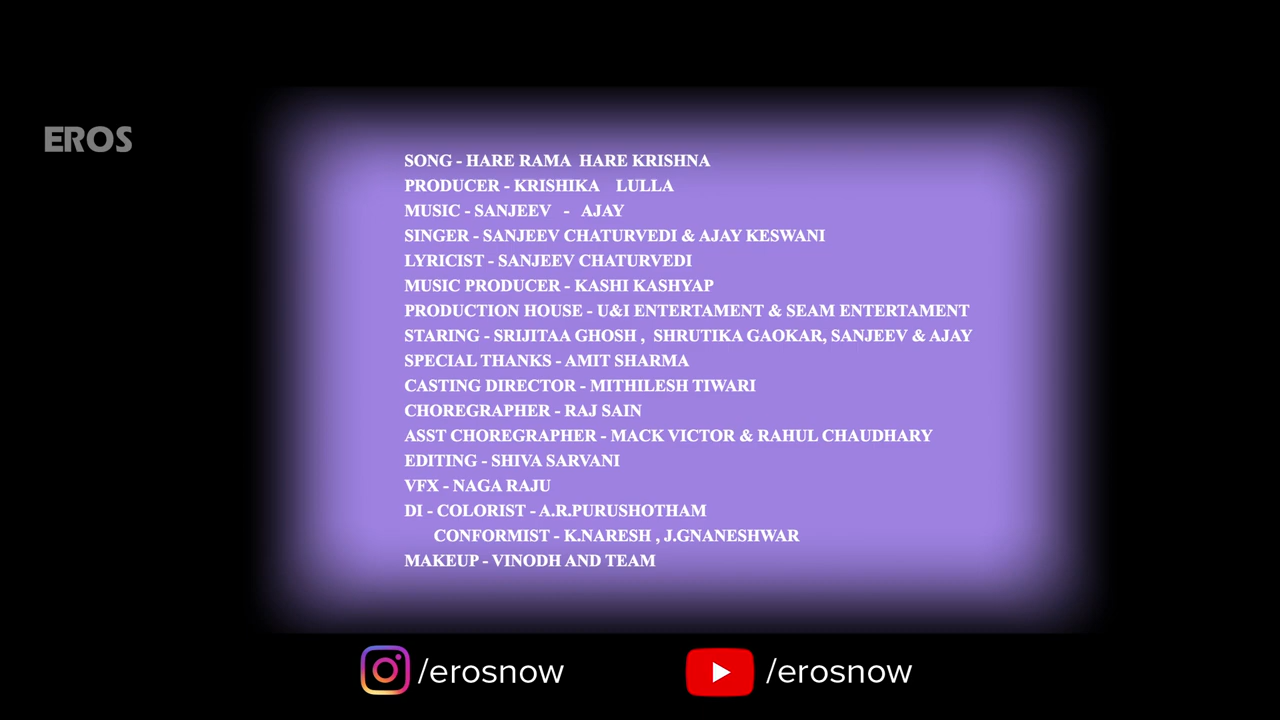 EROS
SONG - HARE RAMA  HARE KRISHNA
PRODUCER - KRISHIKA    LULLA
MUSIC - SANJEEV   -   AJAY
SINGER - SANJEEV CHATURVEDI & AJAY KESWANI
LYRICIST - SANJEEV CHATURVEDI
MUSIC PRODUCER - KASHI KASHYAP
PRODUCTION HOUSE - U&I ENTERTAMENT & SEAM ENTERTAMENT
STARING - SRIJITAA GHOSH ,  SHRUTIKA GAOKAR, SANJEEV & AJAY
SPECIAL THANKS - AMIT SHARMA
CASTING DIRECTOR - MITHILESH TIWARI
CHOREGRAPHER - RAJ SAIN
ASST CHOREGRAPHER - MACK VICTOR & RAHUL CHAUDHARY
EDITING - SHIVA SARVANI
VFX - NAGA RAJU
DI - COLORIST - A.R.PURUSHOTHAM
CONFORMIST - K.NARESH , J.GNANESHWAR
MAKEUP - VINODH AND TEAM
/erosnow /erosnow